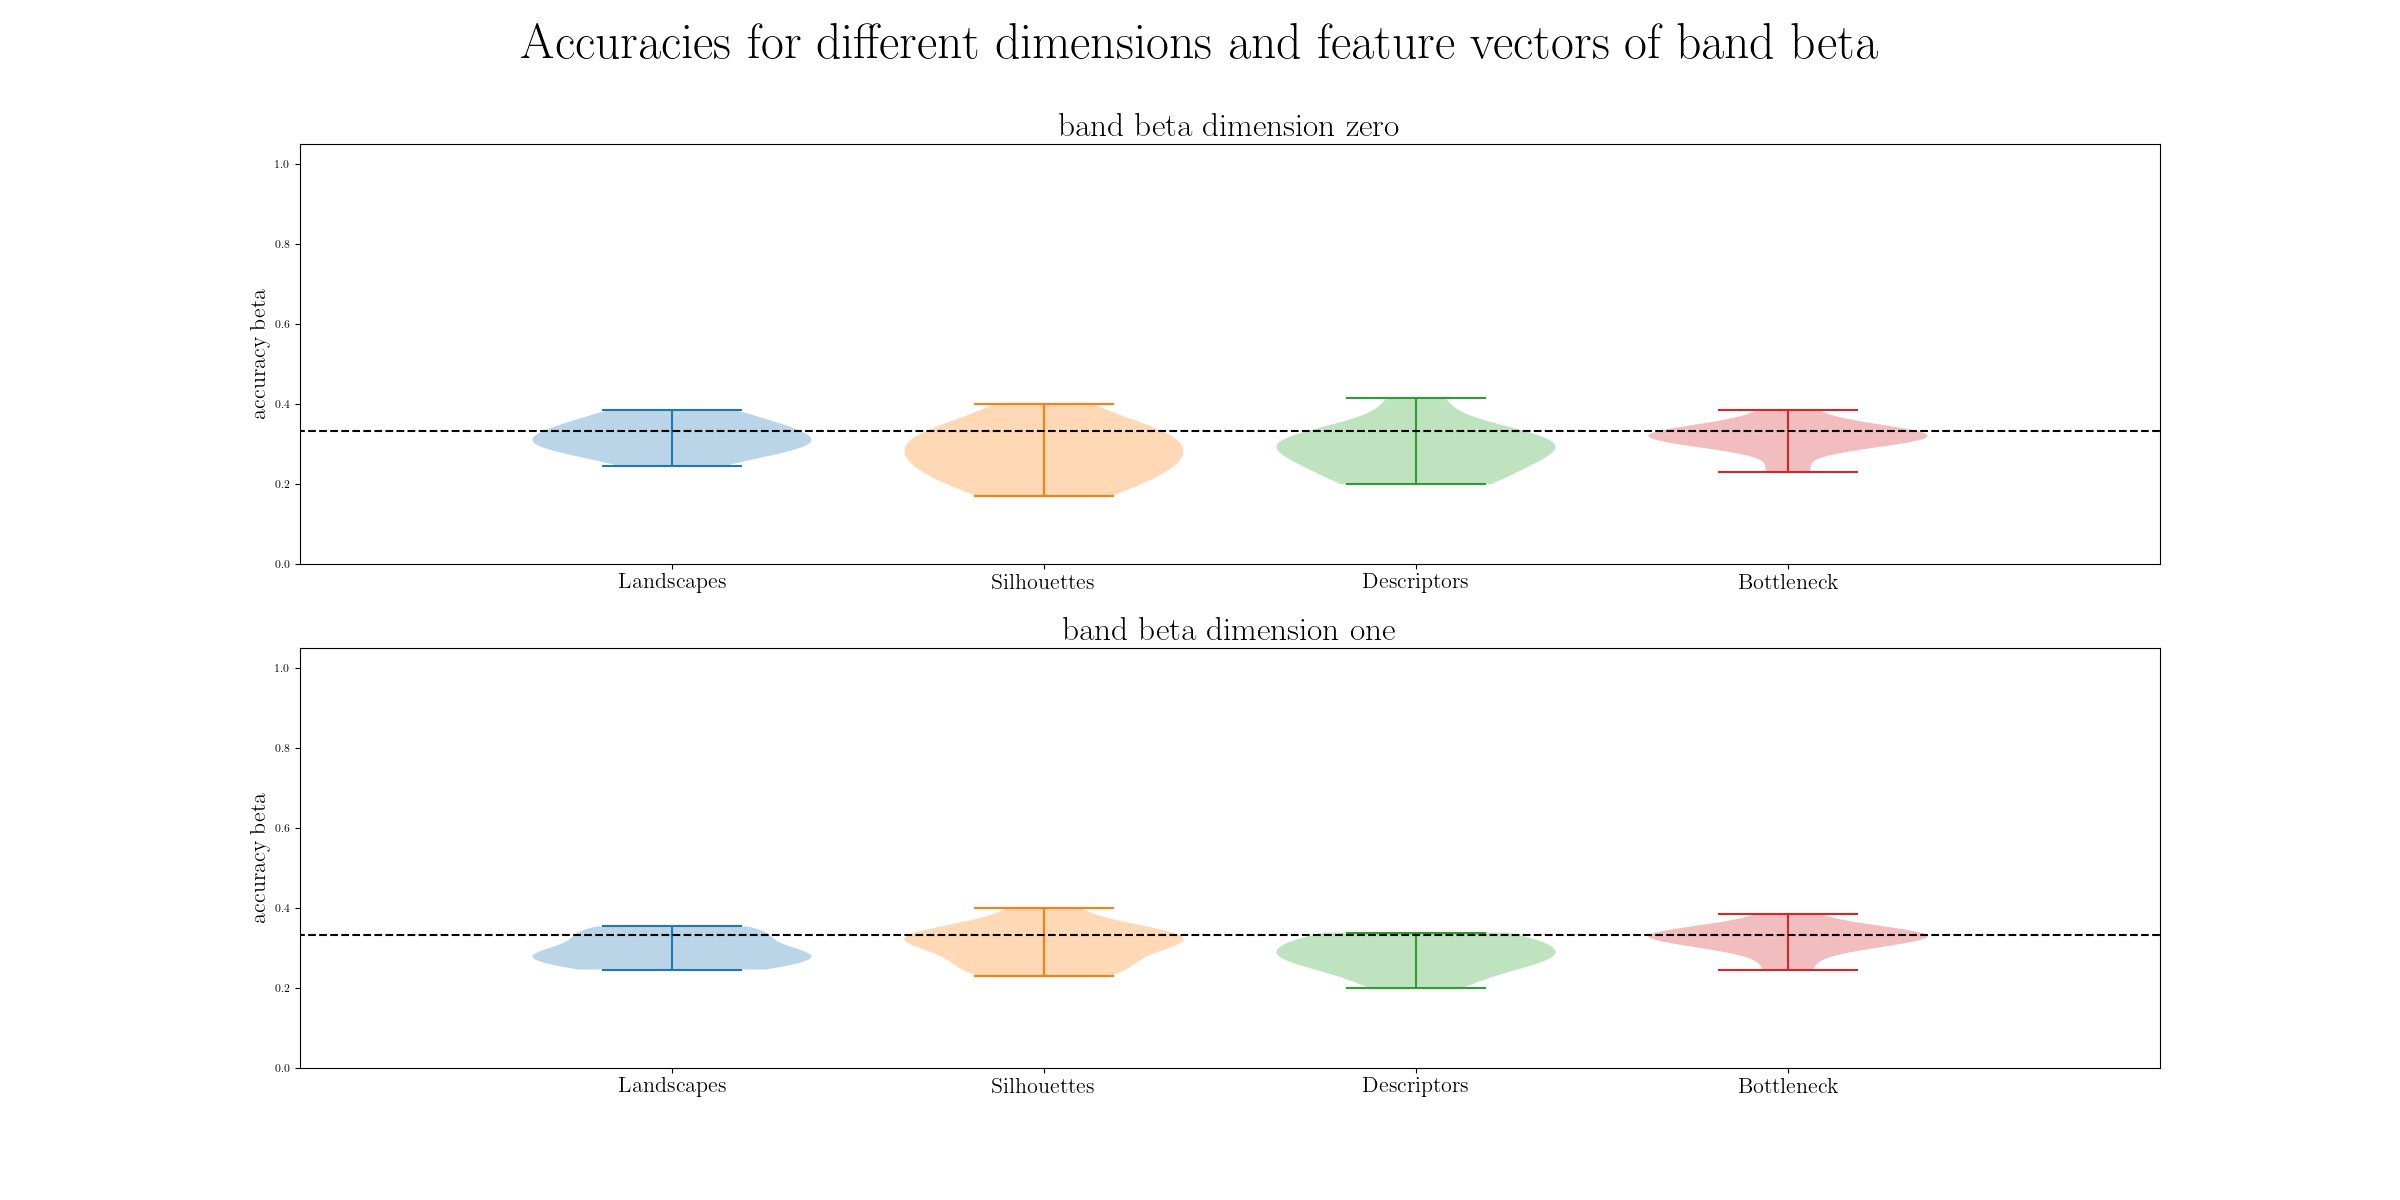 Accuracies for different dimensions and feature vectors of band beta
band beta dimension zero
1.0
0.8
0.6
0.4
0.2
0.0
accuracy beta
Landscapes Silhouettes Descriptors Bottleneck
band beta dimension one
1.0
0.8
0.6
0.4
0.2
0.0
accuracy beta
Landscapes Silhouettes Descriptors Bottleneck